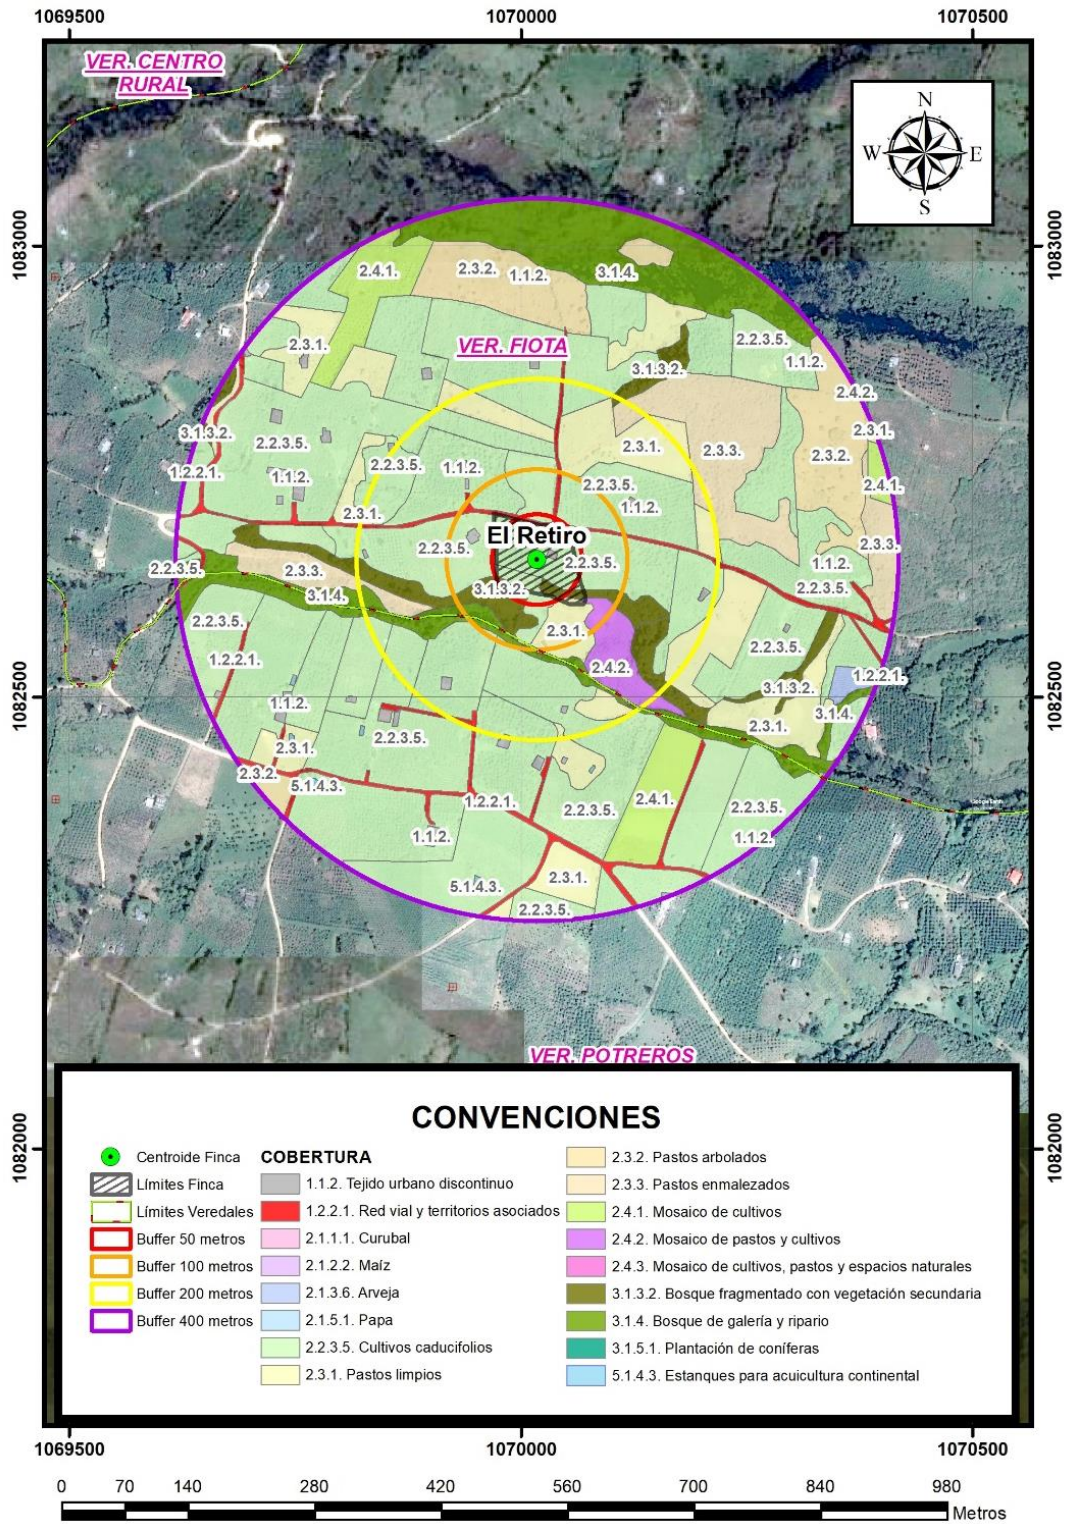 1069500 1070000 1070500
VER. CENTRO
RURAL
N
W E
S
1083000 1083000
2.4.1. 2.3.2. 1.1.2. 3.1.4.
2.3.1. VER. FIOTA 2.2.3.5.
3.1.3.2. 1.1.2.
2.4.2.
3.1.3.2. 2.2.3.5. 2.3.1. 2.3.3. 2.3.2. 2.3.1.
1.2.2.1. 1.1.2. 2.2.3.5. 1.1.2. 2.2.3.5. 2.4.1.
2.3.1. 1.1.2.
El Retiro
2.2.3.5. 2.2.3.5. 2.3.3.
2.2.3.5. 2.3.3. 1.1.2.
3.1.4. 3.1.3.2. 2.2.3.5.
2.2.3.5. 2.3.1.
1.2.2.1. 2.4.2. 2.2.3.5.
1082500 1082500
1.1.2. 3.1.3.2. 1.2.2.1.
2.3.1. 2.2.3.5. 2.3.1. 3.1.4.
2.3.2. 5.1.4.3.
1.2.2.1. 2.2.3.5. 2.4.1. 2.2.3.5.
1.1.2. 1.1.2.
5.1.4.3. 2.3.1.
2.2.3.5.
VER. POTREROS
CONVENCIONES
Centroide Finca
Límites Finca
Límites Veredales
Buffer 50 metros
Buffer 100 metros
Buffer 200 metros
Buffer 400 metros
COBERTURA
1.1.2. Tejido urbano discontinuo
1.2.2.1. Red vial y territorios asociados
2.1.1.1. Curubal
2.1.2.2. Maíz
2.1.3.6. Arveja
2.1.5.1. Papa
2.2.3.5. Cultivos caducifolios
2.3.1. Pastos limpios
2.3.2. Pastos arbolados
2.3.3. Pastos enmalezados
2.4.1. Mosaico de cultivos
2.4.2. Mosaico de pastos y cultivos
2.4.3. Mosaico de cultivos, pastos y espacios naturales
3.1.3.2. Bosque fragmentado con vegetación secundaria
3.1.4. Bosque de galería y ripario
3.1.5.1. Plantación de coníferas
5.1.4.3. Estanques para acuicultura continental
1082000 1082000
1069500 1070000 1070500
0 70 140 280 420 560 700 840 980
Metros